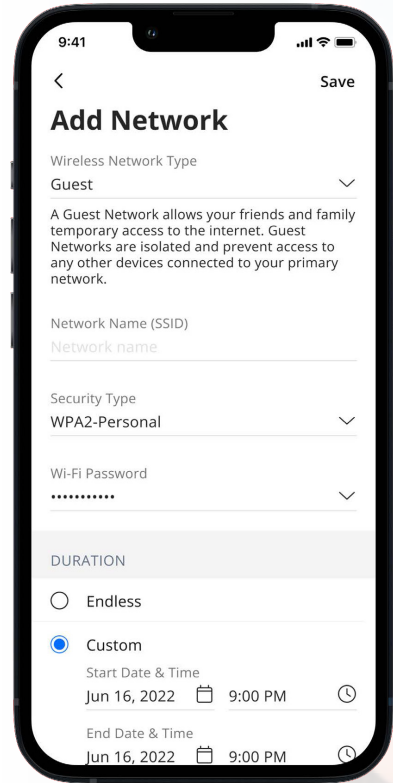 9:41
Save
Add Network
Wireless Network Type
Guest
A Guest Network allows your friends and family
temporary access to the internet. Guest
Networks are isolated and prevent access to
any other devices connected to your primary
network.
Network Name (SSID)
Network name
Security Type
WPA2-Personal
Wi-Fi Password
•••••••••••
DURATION
Endless
Custom
Start Date & Time
Jun 16, 2022 9:00 PM
End Date & Time
Jun 16, 2022 9:00 PM